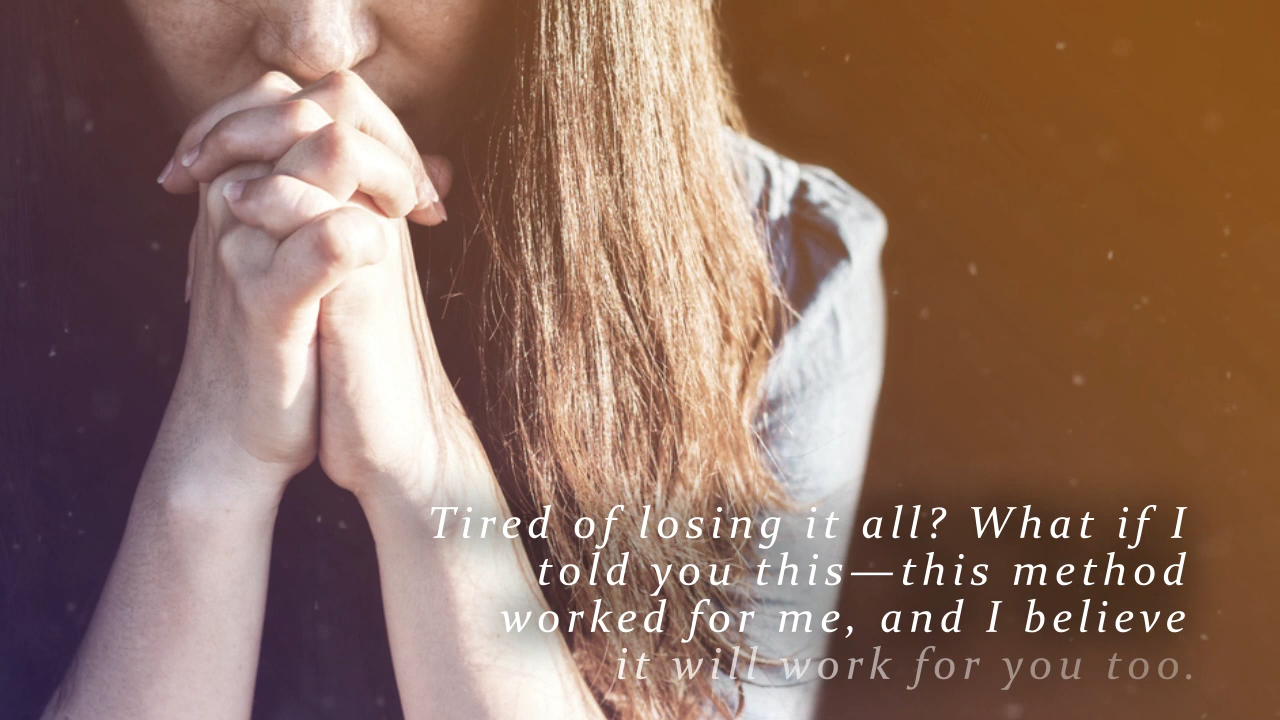 Tired of losing it all? What if I
told you this—this method
worked for me, and I believe
it will work for you too.